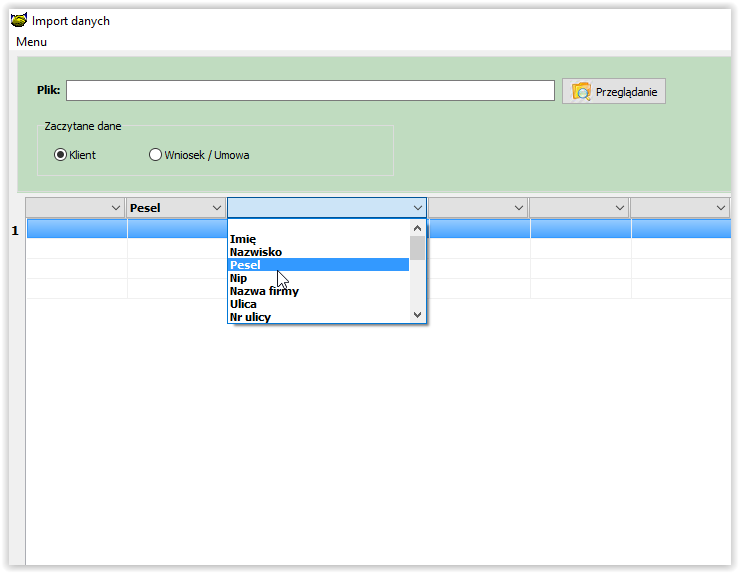 Import danych
Menu
Plik:
Przeglądanie
Zaczytane dane
Klient
Wniosek / Umowa
Pesel
1
Imię
Nazwisko
Pesel
Nip
Nazwa firmy
Ulica
Nr ulicy